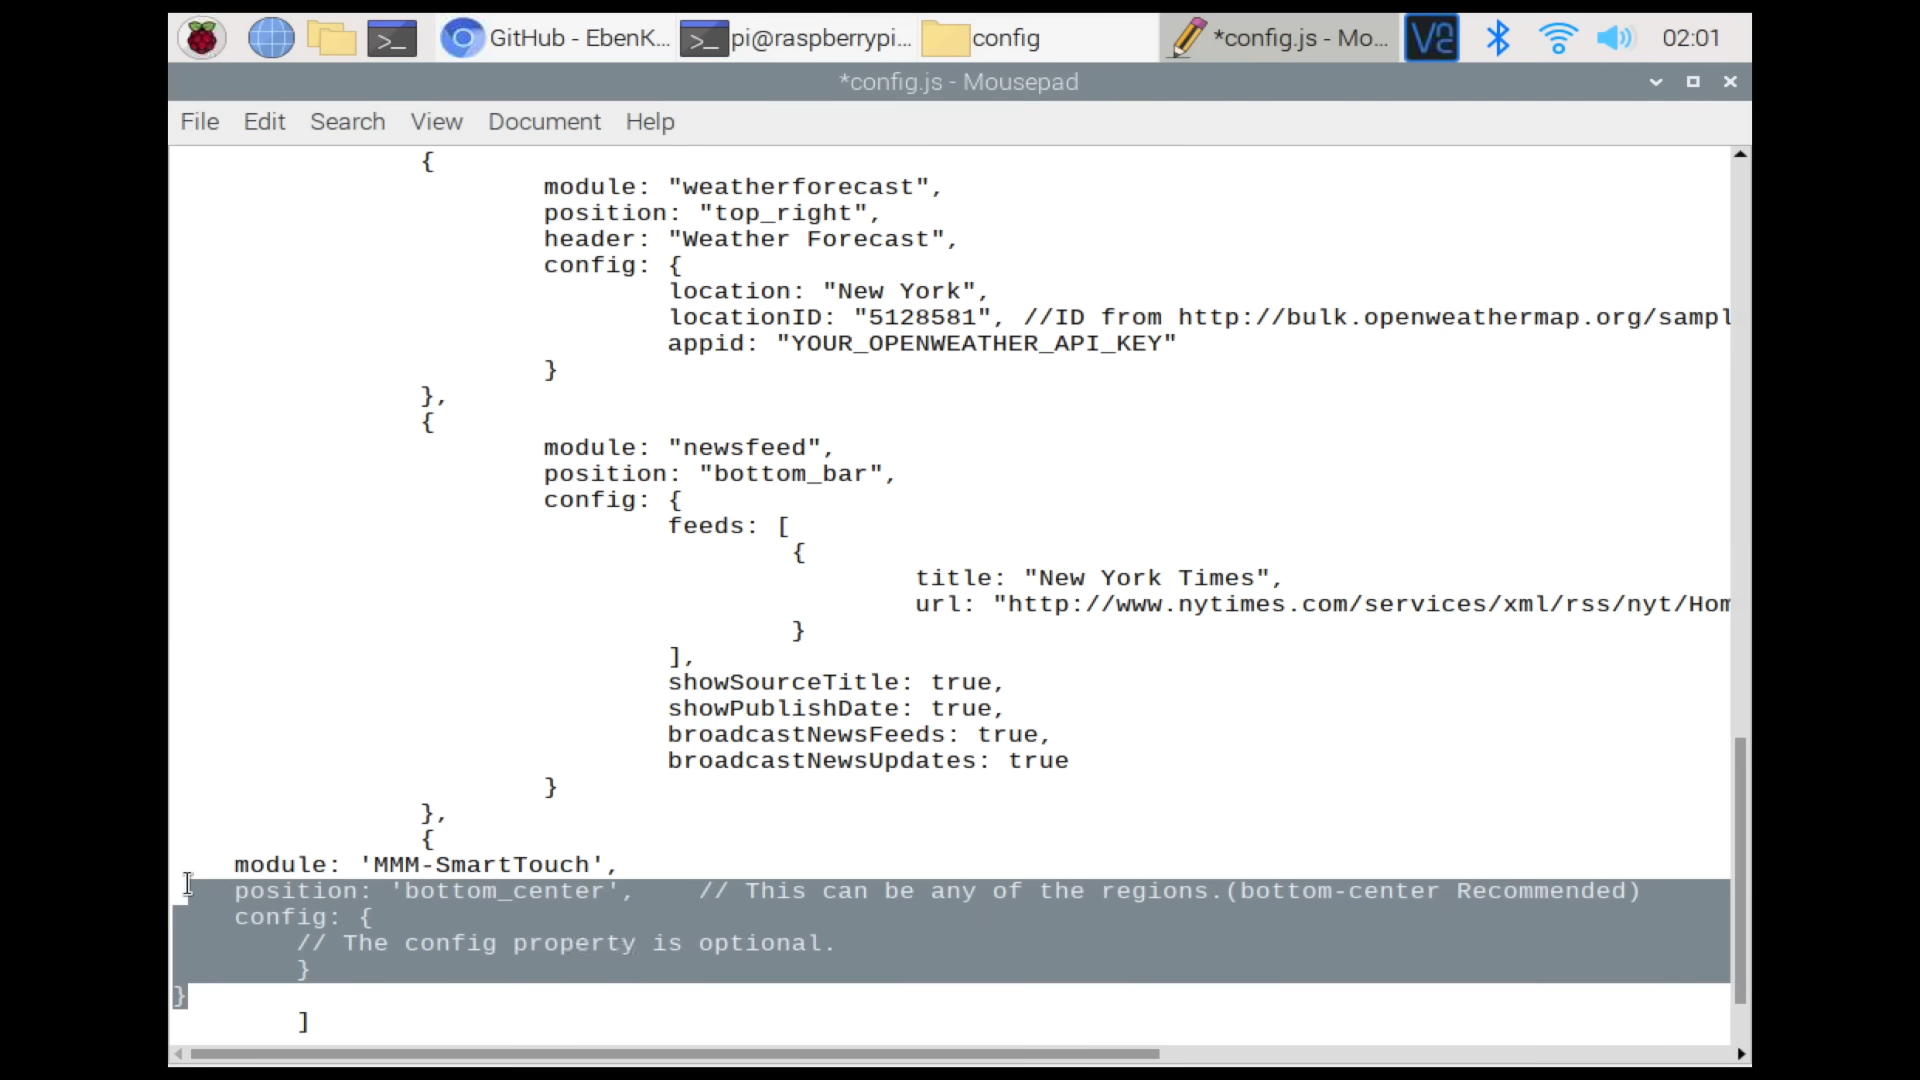 GitHub - EbenK... pi@raspberrypi... config *config.js - Mo... 02:01
*config.js - Mousepad
File Edit Search View Document Help
{
module: "weatherforecast",
position: "top_right",
header: "Weather Forecast",
config: {
location: "New York",
locationID: "5128581", //ID from http://bulk.openweathermap.org/sampl
appid: "YOUR_OPENWEATHER_API_KEY"
}
},
{
module: "newsfeed",
position: "bottom_bar",
config: {
feeds: [
{
title: "New York Times",
url: "http://www.nytimes.com/services/xml/rss/nyt/Hom
}
],
showSourceTitle: true,
showPublishDate: true,
broadcastNewsFeeds: true,
broadcastNewsUpdates: true
}
},
{
module: 'MMM-SmartTouch',
position: 'bottom_center',    // This can be any of the regions.(bottom-center Recommended)
config: {
// The config property is optional.
}
}
]